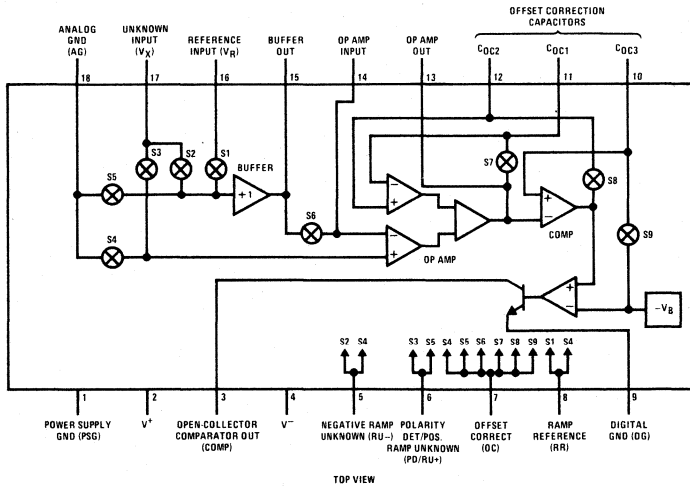 OFFSET CORRECTION
CAPACITORS
ANALOG
GND
(AG)
UNKNOWN
INPUT
(VX)
REFERENCE
INPUT (VR)
BUFFER
OUT
OP AMP
INPUT
OP AMP
OUT
COC2
COC1
COC3
18
17
16
15
14
13
12
11
10
S3
S2
S1
BUFFER
S5
+1
S7
S8
S6
COMP
S9
S4
OP AMP
−VB
S2 S4
S3 S5
S4 S5 S6 S7 S8 S9
S1 S4
1
2
3
4
5
6
7
8
9
POWER SUPPLY
GND (PSG)
V+
OPEN-COLLECTOR
COMPARATOR OUT
(COMP)
V−
NEGATIVE RAMP
UNKNOWN (RU−)
POLARITY
DET/POS.
RAMP UNKNOWN
(PD/RU+)
OFFSET
CORRECT
(OC)
RAMP
REFERENCE
(RR)
DIGITAL
GND (DG)
TOP VIEW